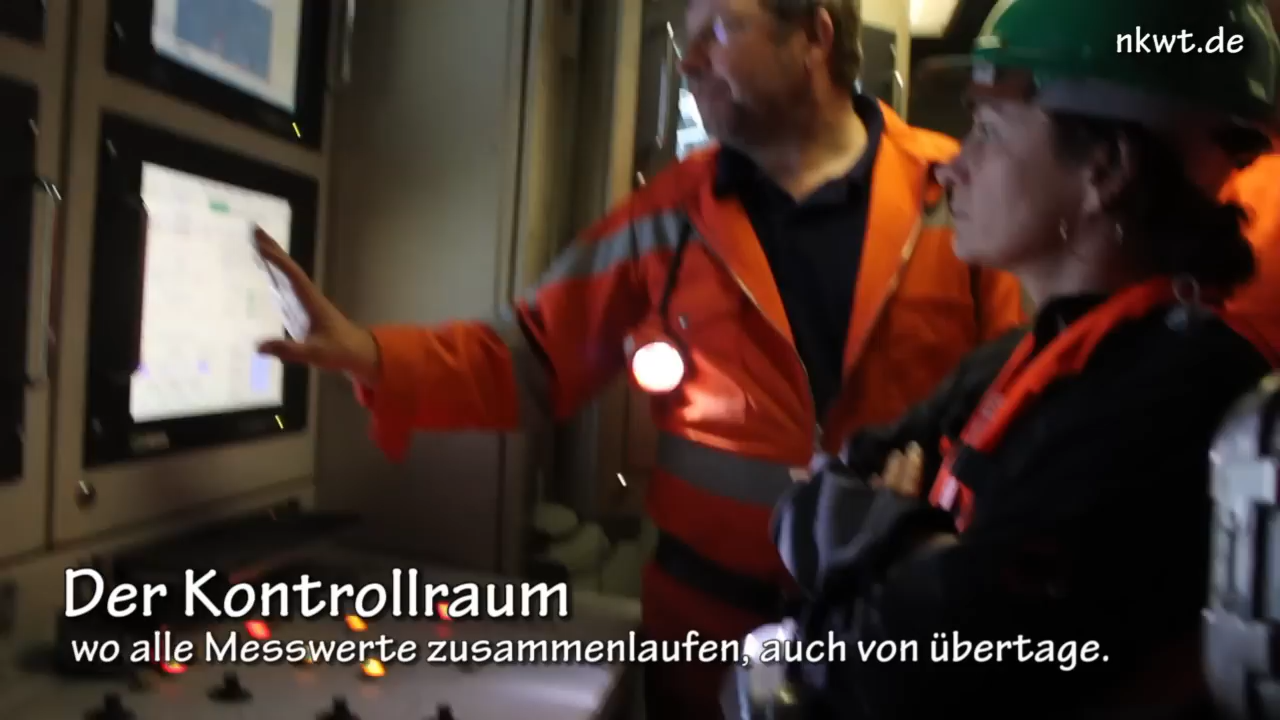 nkwt.de
Der Kontrollraum
wo alle Messwerte zusammenlaufen, auch von übertage.